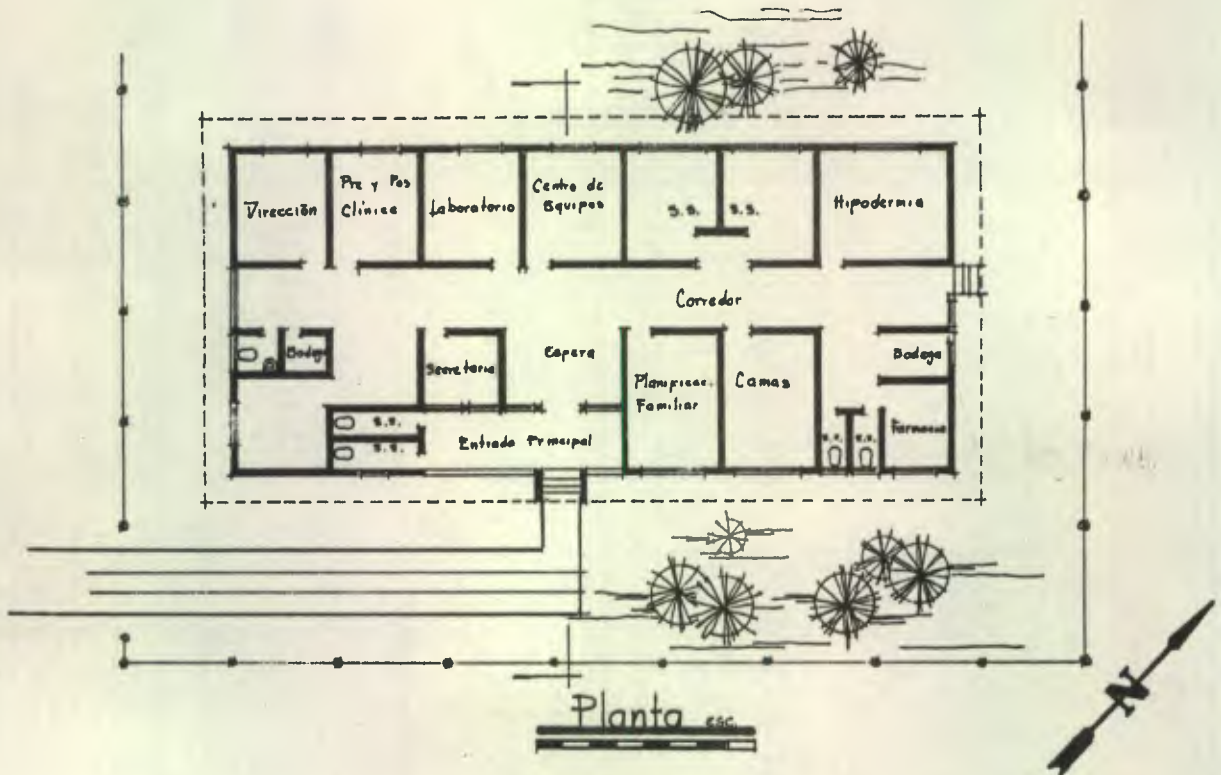 Dirección
Pre y Pos
Clínica
Laboratorio
Centro de
Equipos
S.S.
S.S.
Hipodermia
Corredor
Bodega
Secretaria
Espera
Planificac.
Familiar
Camas
Bodega
Farmacia
S.S.
S.S.
Entrada Principal
S.S.
S.S.
Planta esc.
N